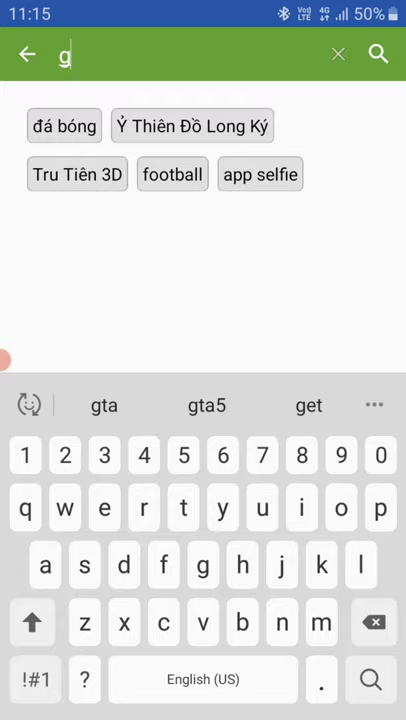 11:15 Vo) LTE 4G 50%
g
đá bóng Ỷ Thiên Đồ Long Ký
Tru Tiên 3D football app selfie
gta gta5 get
1 2 3 4 5 6 7 8 9 0
q w e r t y u i o p
a s d f g h j k l
z x c v b n m
!#1 ? English (US) .